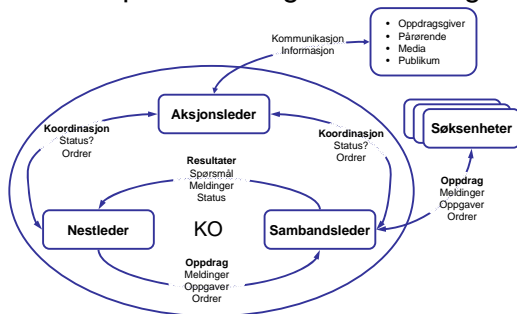 • Oppdragsgiver
• Pårørende
• Media
• Publikum
Kommunikasjon
Informasjon
Aksjonsleder
Søksenheter
Koordinasjon
Status?
Ordrer
Koordinasjon
Status?
Ordrer
Resultater
Spørsmål
Meldinger
Status
Oppdrag
Meldinger
Oppgaver
Ordrer
Nestleder
KO
Sambandsleder
Oppdrag
Meldinger
Oppgaver
Ordrer